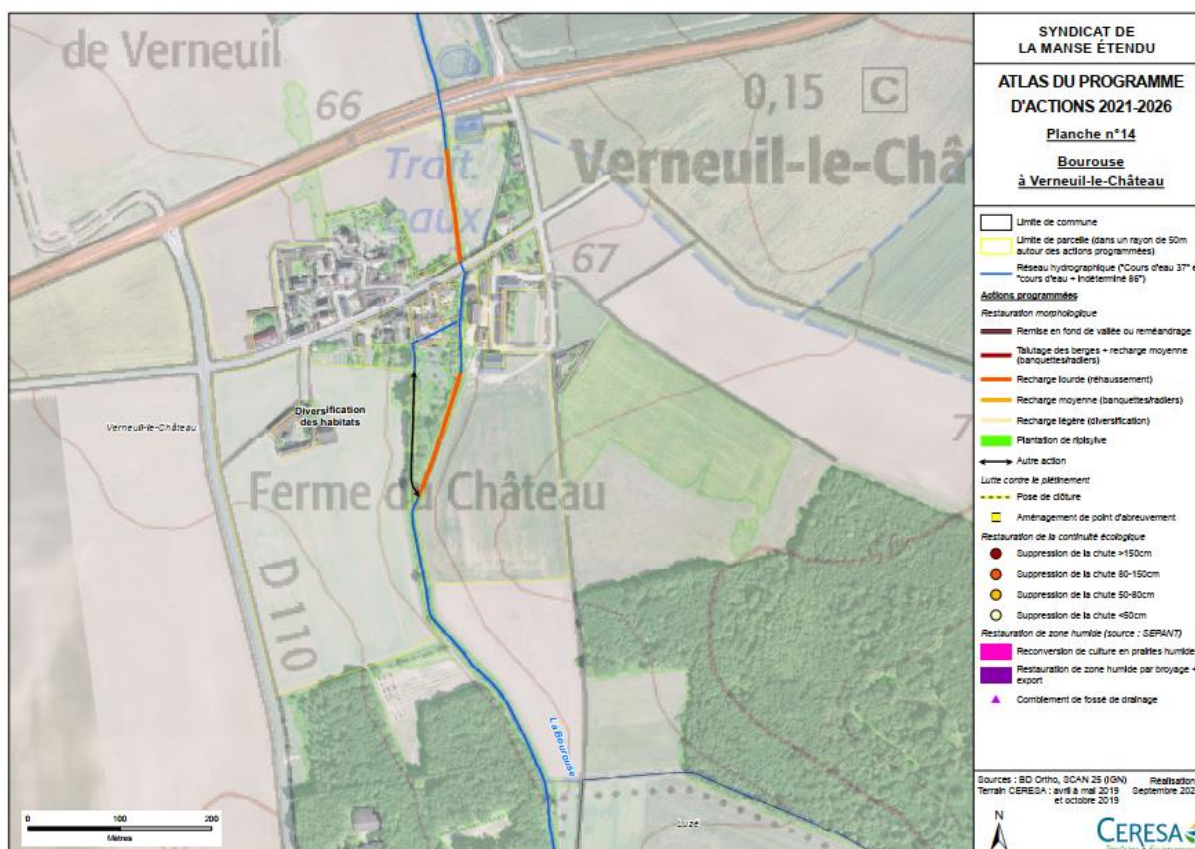 de Verneuil
66
0,15 C
Trait.
eaux
Verneuil-le-Chât
67
Diversification
des habitats
Verneuil-le-Château
Ferme du Château
7
D 110
La Bourouse
Luzé
0 100 200
Mètres
SYNDICAT DE
LA MANSE ÉTENDU
ATLAS DU PROGRAMME
D'ACTIONS 2021-2026
Planche n°14
Bourouse
à Verneuil-le-Château
Limite de commune
Limite de parcelle (dans un rayon de 50m
autour des actions programmées)
Réseau hydrographique ("Cours d'eau 37" e
"cours d'eau + indéterminé 86")
Actions programmées
Restauration morphologique
Remise en fond de vallée ou reméandrage
Talutage des berges + recharge moyenne
(banquettes/radiers)
Recharge lourde (réhaussement)
Recharge moyenne (banquettes/radiers)
Recharge légère (diversification)
Plantation de ripisylve
Autre action
Lutte contre le piétinement
Pose de clôture
Aménagement de point d'abreuvement
Restauration de la continuité écologique
Suppression de la chute >150cm
Suppression de la chute 80-150cm
Suppression de la chute 50-80cm
Suppression de la chute <50cm
Restauration de zone humide (source : SEPANT)
Reconversion de culture en prairies humide
Restauration de zone humide par broyage +
export
Comblement de fossé de drainage
Sources : BD Ortho, SCAN 25 (IGN) Réalisation
Terrain CERESA : avril à mai 2019 Septembre 202
et octobre 2019
N
CERESA